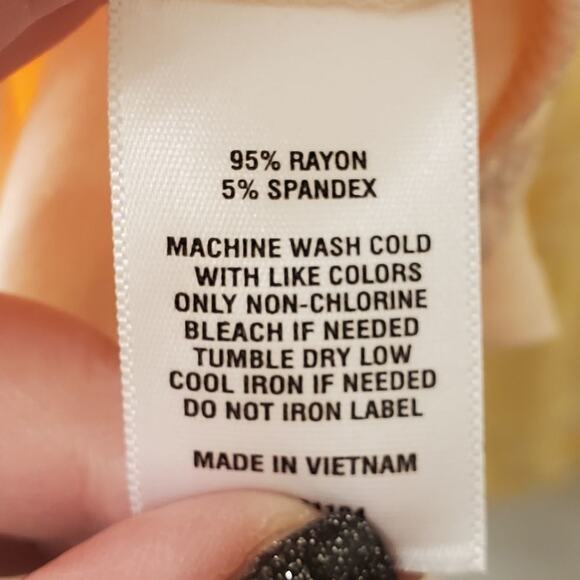 95% RAYON
5% SPANDEX
MACHINE WASH COLD
WITH LIKE COLORS
ONLY NON-CHLORINE
BLEACH IF NEEDED
TUMBLE DRY LOW
COOL IRON IF NEEDED
DO NOT IRON LABEL
MADE IN VIETNAM